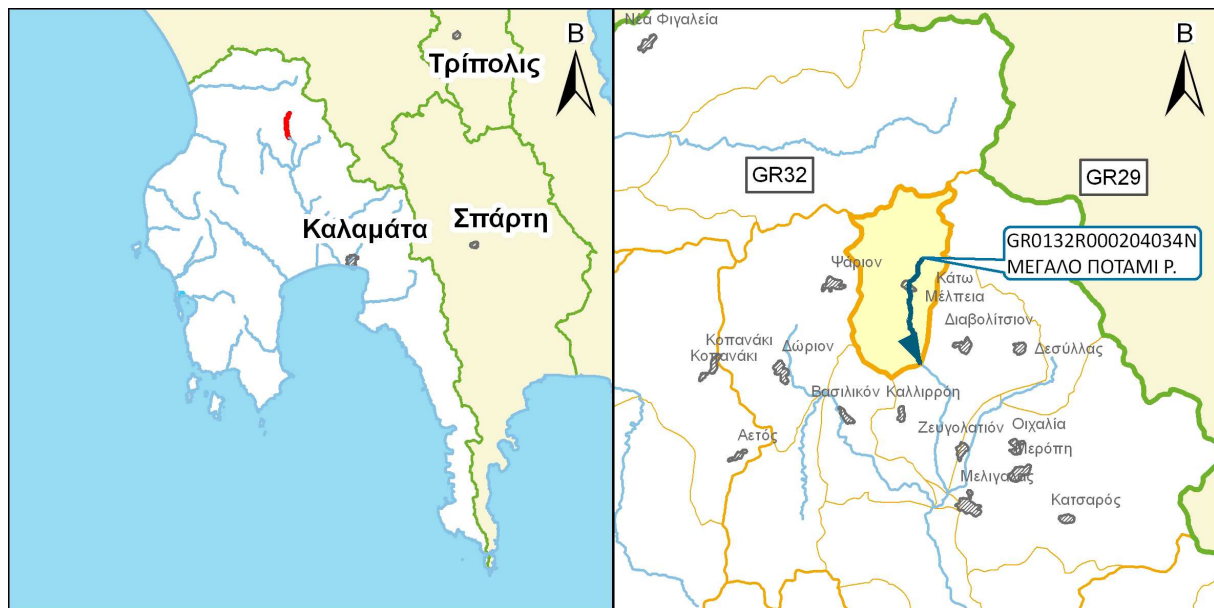 Β
Τρίπολις
Καλαμάτα
Σπάρτη
Νέα Φιγαλεία
Β
GR32
GR29
GR0132R000204034N
ΜΕΓΑΛΟ ΠΟΤΑΜΙ Ρ.
Ψάριον
Κάτω
Μέλπεια
Διαβολίτσιον
Κοπανάκι
Κοπανάκι
Δώριον
Δεσύλλας
Βασιλικόν
Καλλιρρόη
Ζευγολατιόν
Οιχαλία
Μερόπη
Αετός
Μελιγαλάς
Κατσαρός